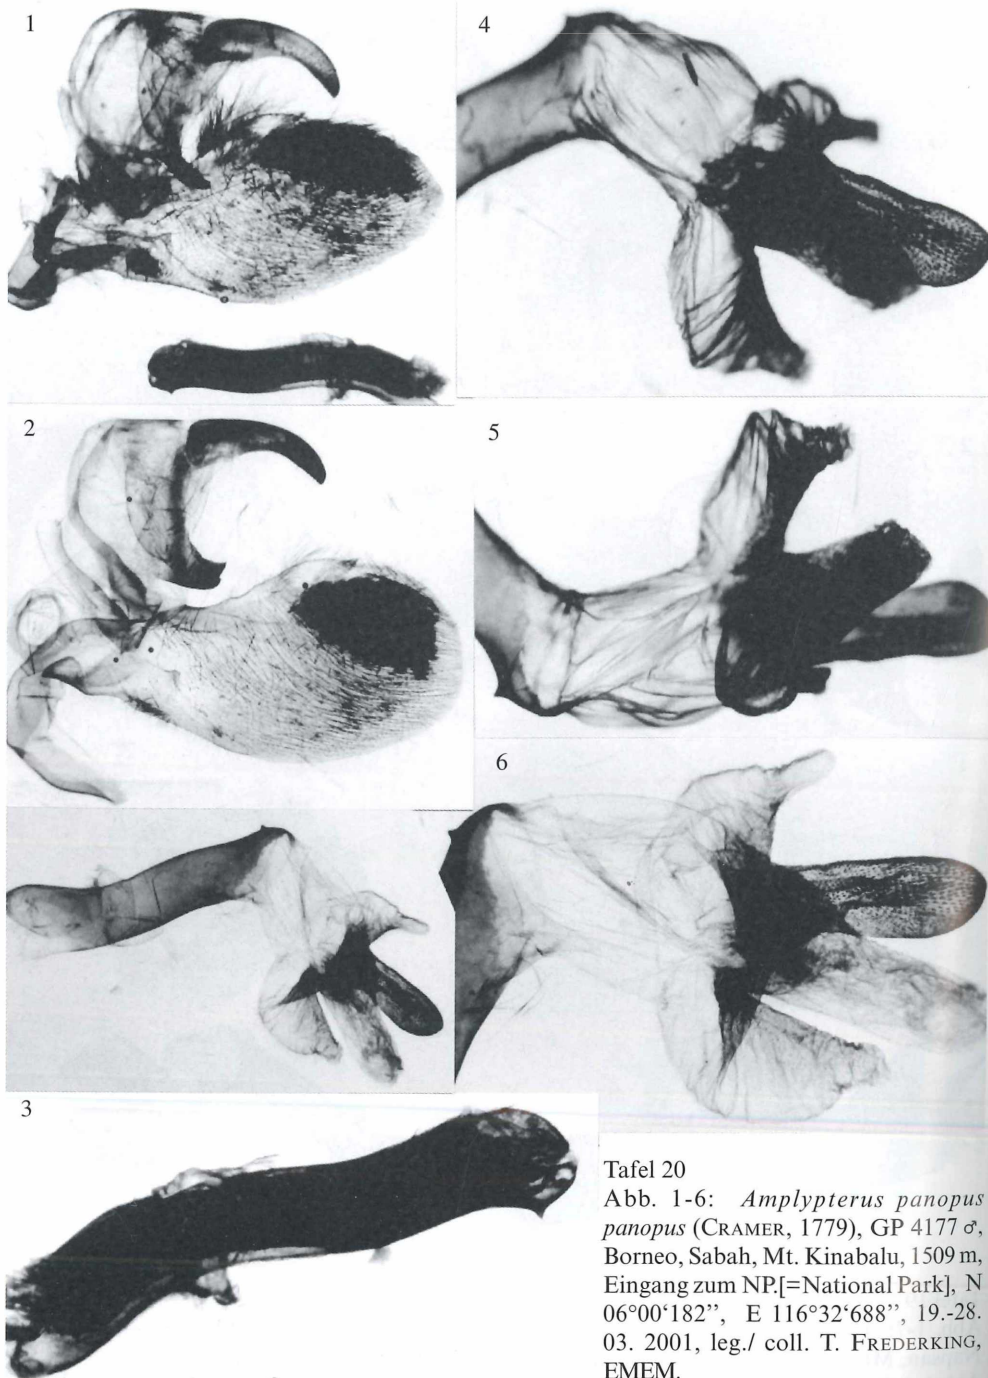 1
4
2
5
6
3
Tafel 20
Abb. 1-6: Amplypterus panopus
panopus (CRAMER, 1779), GP 4177 ♂,
Borneo, Sabah, Mt. Kinabalu, 1509 m,
Eingang zum NP.[=National Park], N
06°00‘182”, E 116°32‘688”, 19.-28.
03. 2001, leg./ coll. T. FREDERKING,
EMEM.